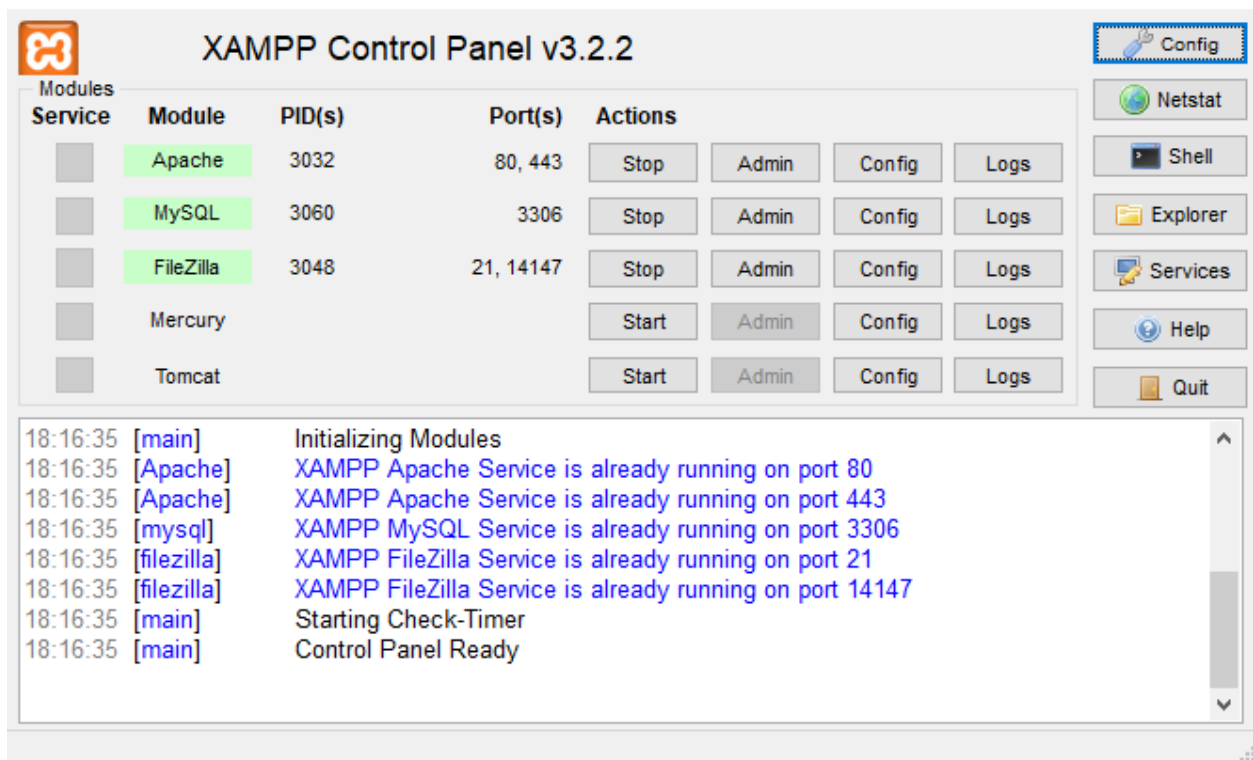 XAMPP Control Panel v3.2.2
Config
Modules
Netstat
Service Module PID(s) Port(s) Actions
Apache 3032 80, 443 Stop Admin Config Logs
Shell
MySQL 3060 3306 Stop Admin Config Logs
Explorer
FileZilla 3048 21, 14147 Stop Admin Config Logs
Services
Mercury Start Admin Config Logs
Help
Tomcat Start Admin Config Logs
Quit
18:16:35 [main] Initializing Modules
18:16:35 [Apache] XAMPP Apache Service is already running on port 80
18:16:35 [Apache] XAMPP Apache Service is already running on port 443
18:16:35 [mysql] XAMPP MySQL Service is already running on port 3306
18:16:35 [filezilla] XAMPP FileZilla Service is already running on port 21
18:16:35 [filezilla] XAMPP FileZilla Service is already running on port 14147
18:16:35 [main] Starting Check-Timer
18:16:35 [main] Control Panel Ready